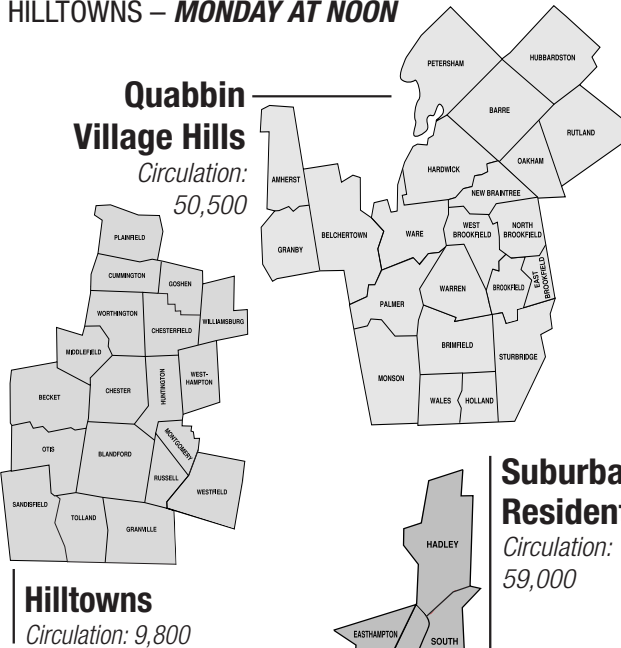 HILLTOWNS – MONDAY AT NOON
Quabbin
Village Hills
Circulation:
50,500
PETERSHAM
HUBBARDSTON
BARRE
RUTLAND
HARDWICK
OAKHAM
NEW BRAINTREE
AMHERST
BELCHERTOWN
WARE
WEST
BROOKFIELD
NORTH
BROOKFIELD
GRANBY
PALMER
WARREN
BROOKFIELD
EAST
BROOKFIELD
BRIMFIELD
STURBRIDGE
MONSON
WALES
HOLLAND
PLAINFIELD
CUMMINGTON
GOSHEN
WORTHINGTON
CHESTERFIELD
WILLIAMSBURG
MIDDLEFIELD
CHESTER
HUNTINGTON
WEST-
HAMPTON
BECKET
OTIS
BLANDFORD
MONTGOMERY
RUSSELL
WESTFIELD
SANDISFIELD
TOLLAND
GRANVILLE
Hilltowns
Circulation: 9,800
Suburba
Resident
Circulation:
59,000
HADLEY
EASTHAMPTON
SOUTH